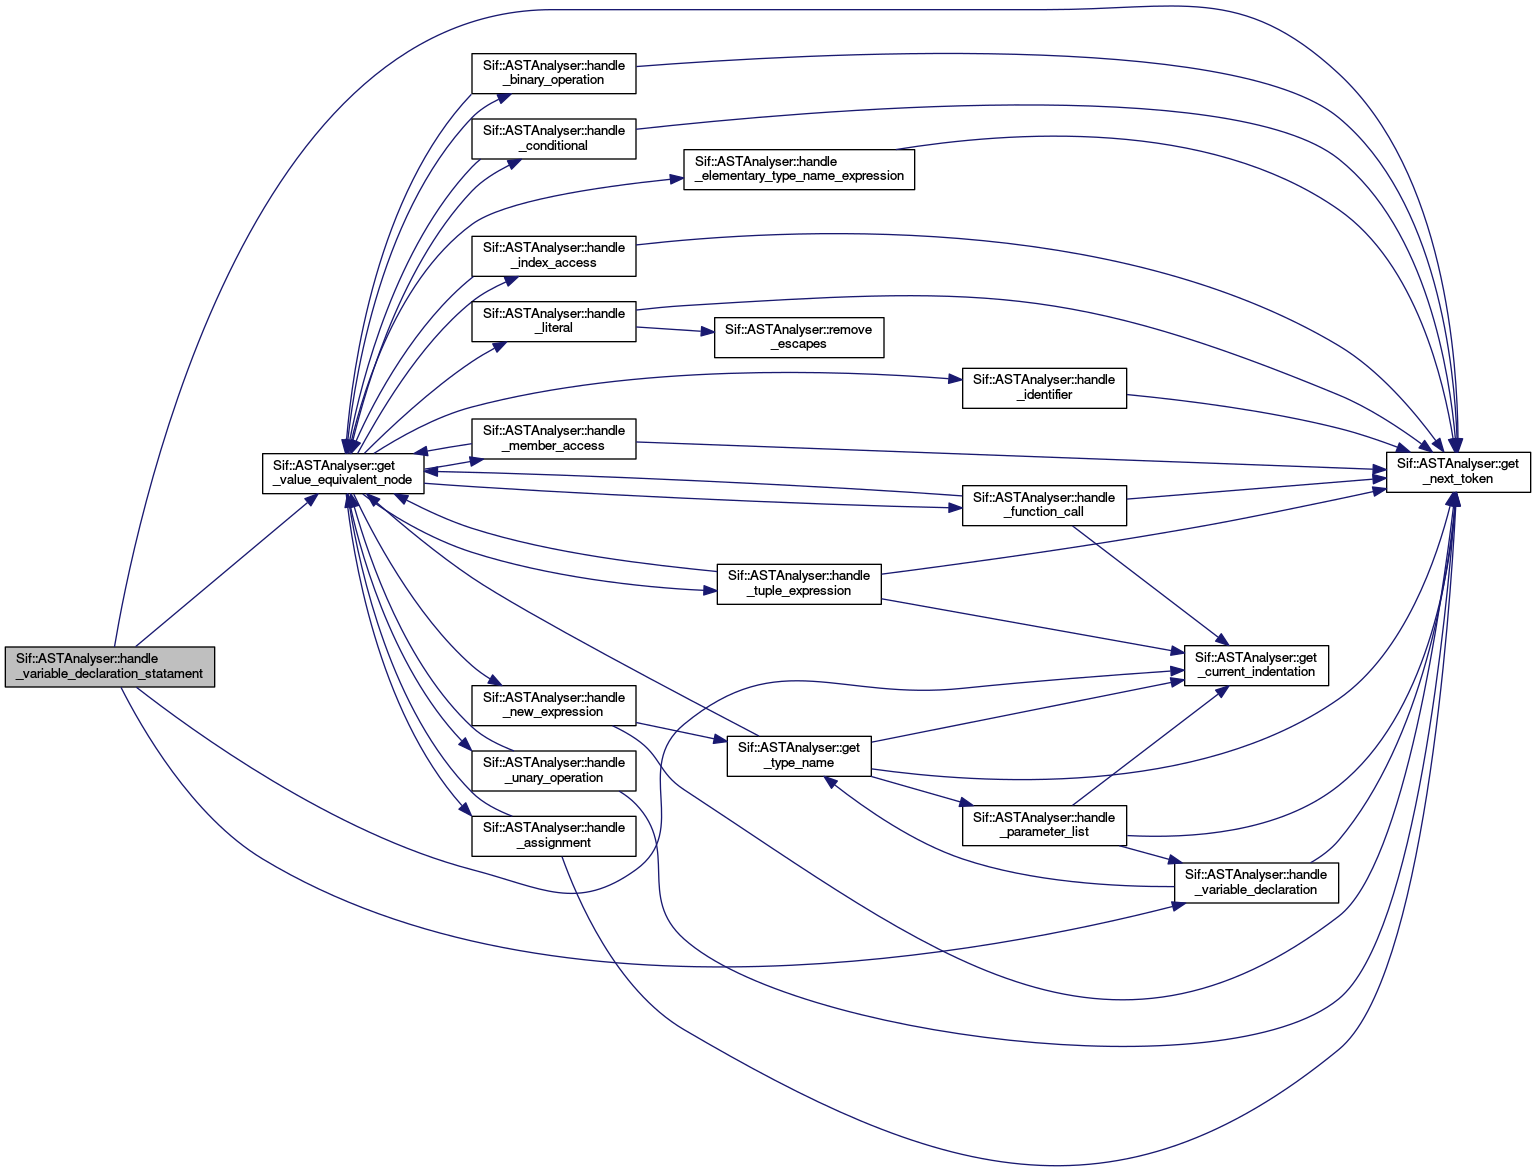 Sif::ASTAnalyser::handle
_binary_operation
Sif::ASTAnalyser::handle
_conditional
Sif::ASTAnalyser::handle
_elementary_type_name_expression
Sif::ASTAnalyser::handle
_index_access
Sif::ASTAnalyser::handle
_literal
Sif::ASTAnalyser::remove
_escapes
Sif::ASTAnalyser::handle
_identifier
Sif::ASTAnalyser::handle
_member_access
Sif::ASTAnalyser::get
_value_equivalent_node
Sif::ASTAnalyser::get
_next_token
Sif::ASTAnalyser::handle
_function_call
Sif::ASTAnalyser::handle
_tuple_expression
Sif::ASTAnalyser::handle
_variable_declaration_statament
Sif::ASTAnalyser::get
_current_indentation
Sif::ASTAnalyser::handle
_new_expression
Sif::ASTAnalyser::get
_type_name
Sif::ASTAnalyser::handle
_unary_operation
Sif::ASTAnalyser::handle
_parameter_list
Sif::ASTAnalyser::handle
_assignment
Sif::ASTAnalyser::handle
_variable_declaration